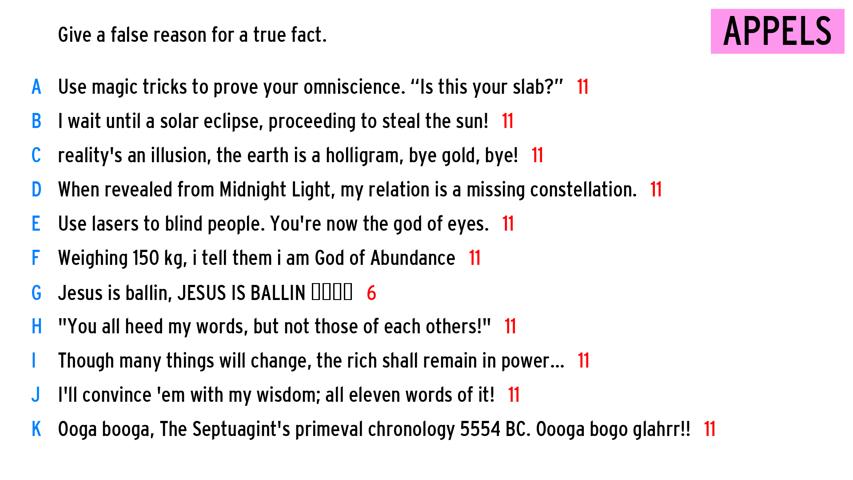 Give a false reason for a true fact.
APPELS
A Use magic tricks to prove your omniscience. “Is this your slab?” 11
B I wait until a solar eclipse, proceeding to steal the sun! 11
C reality's an illusion, the earth is a holligram, bye gold, bye! 11
D When revealed from Midnight Light, my relation is a missing constellation. 11
E Use lasers to blind people. You're now the god of eyes. 11
F Weighing 150 kg, i tell them i am God of Abundance 11
G Jesus is ballin, JESUS IS BALLIN 6
H "You all heed my words, but not those of each others!" 11
I Though many things will change, the rich shall remain in power... 11
J I'll convince 'em with my wisdom; all eleven words of it! 11
K Ooga booga, The Septuagint's primeval chronology 5554 BC. Oooga bogo glahrr!! 11